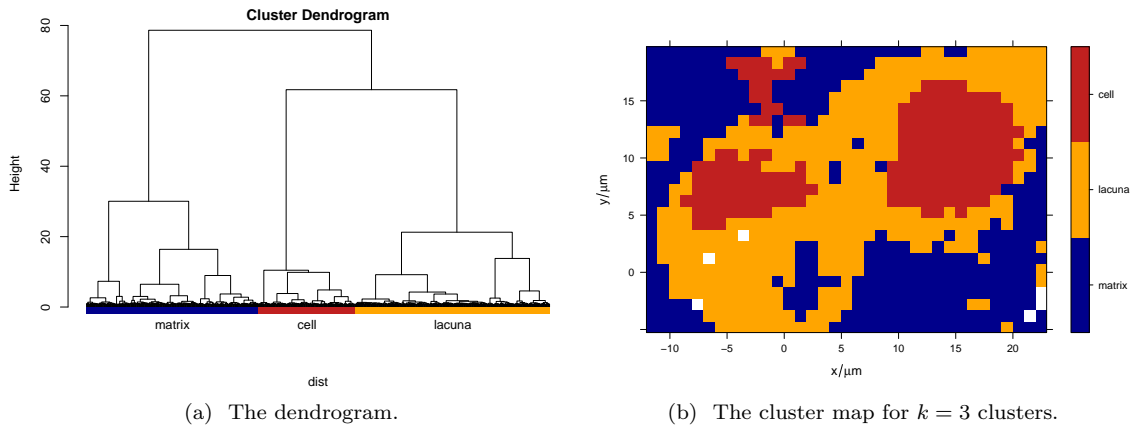 Cluster Dendrogram
80
60
40
20
0
Height
matrix cell lacuna
dist
(a) The dendrogram.
15
10
5
0
y/µm
−10 −5 0 5 10 15 20
x/µm
cell
lacuna
matrix
(b) The cluster map for k = 3 clusters.